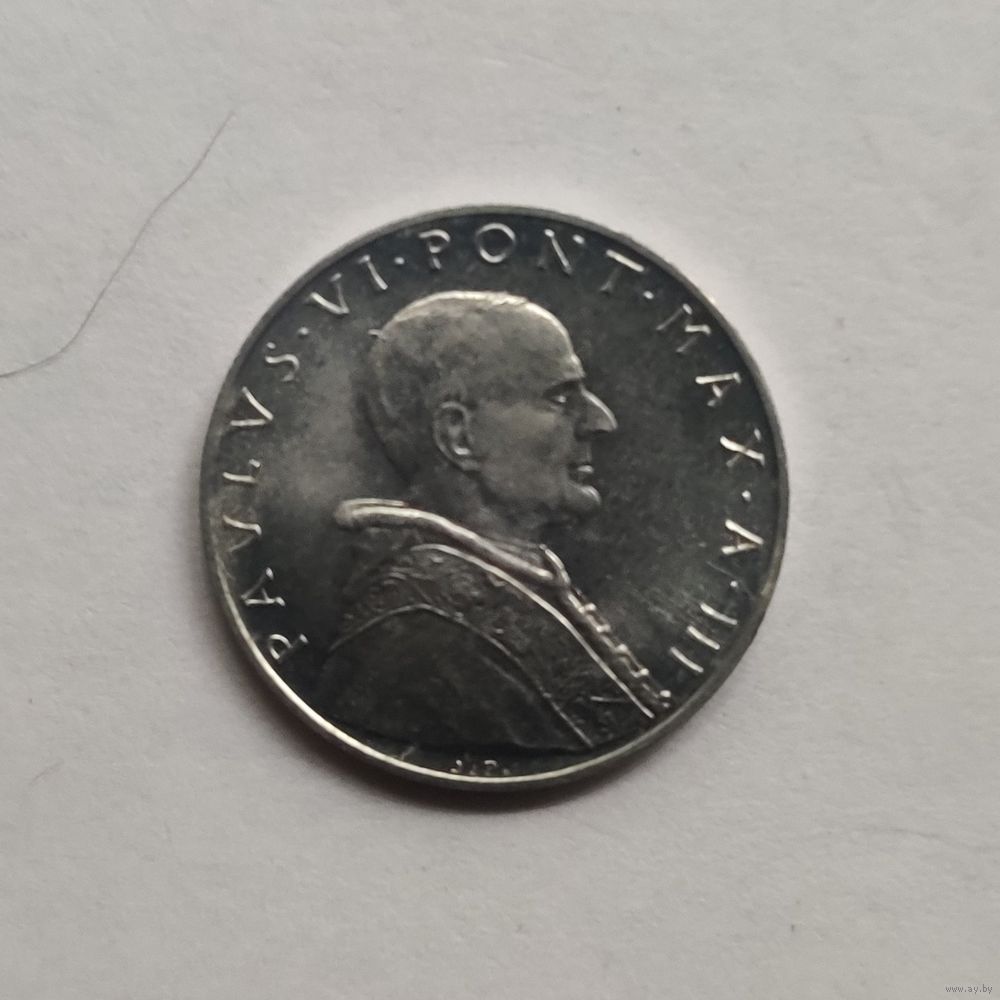 PAVLVS · VI · PONT · MAX · A · III
www.ay.by